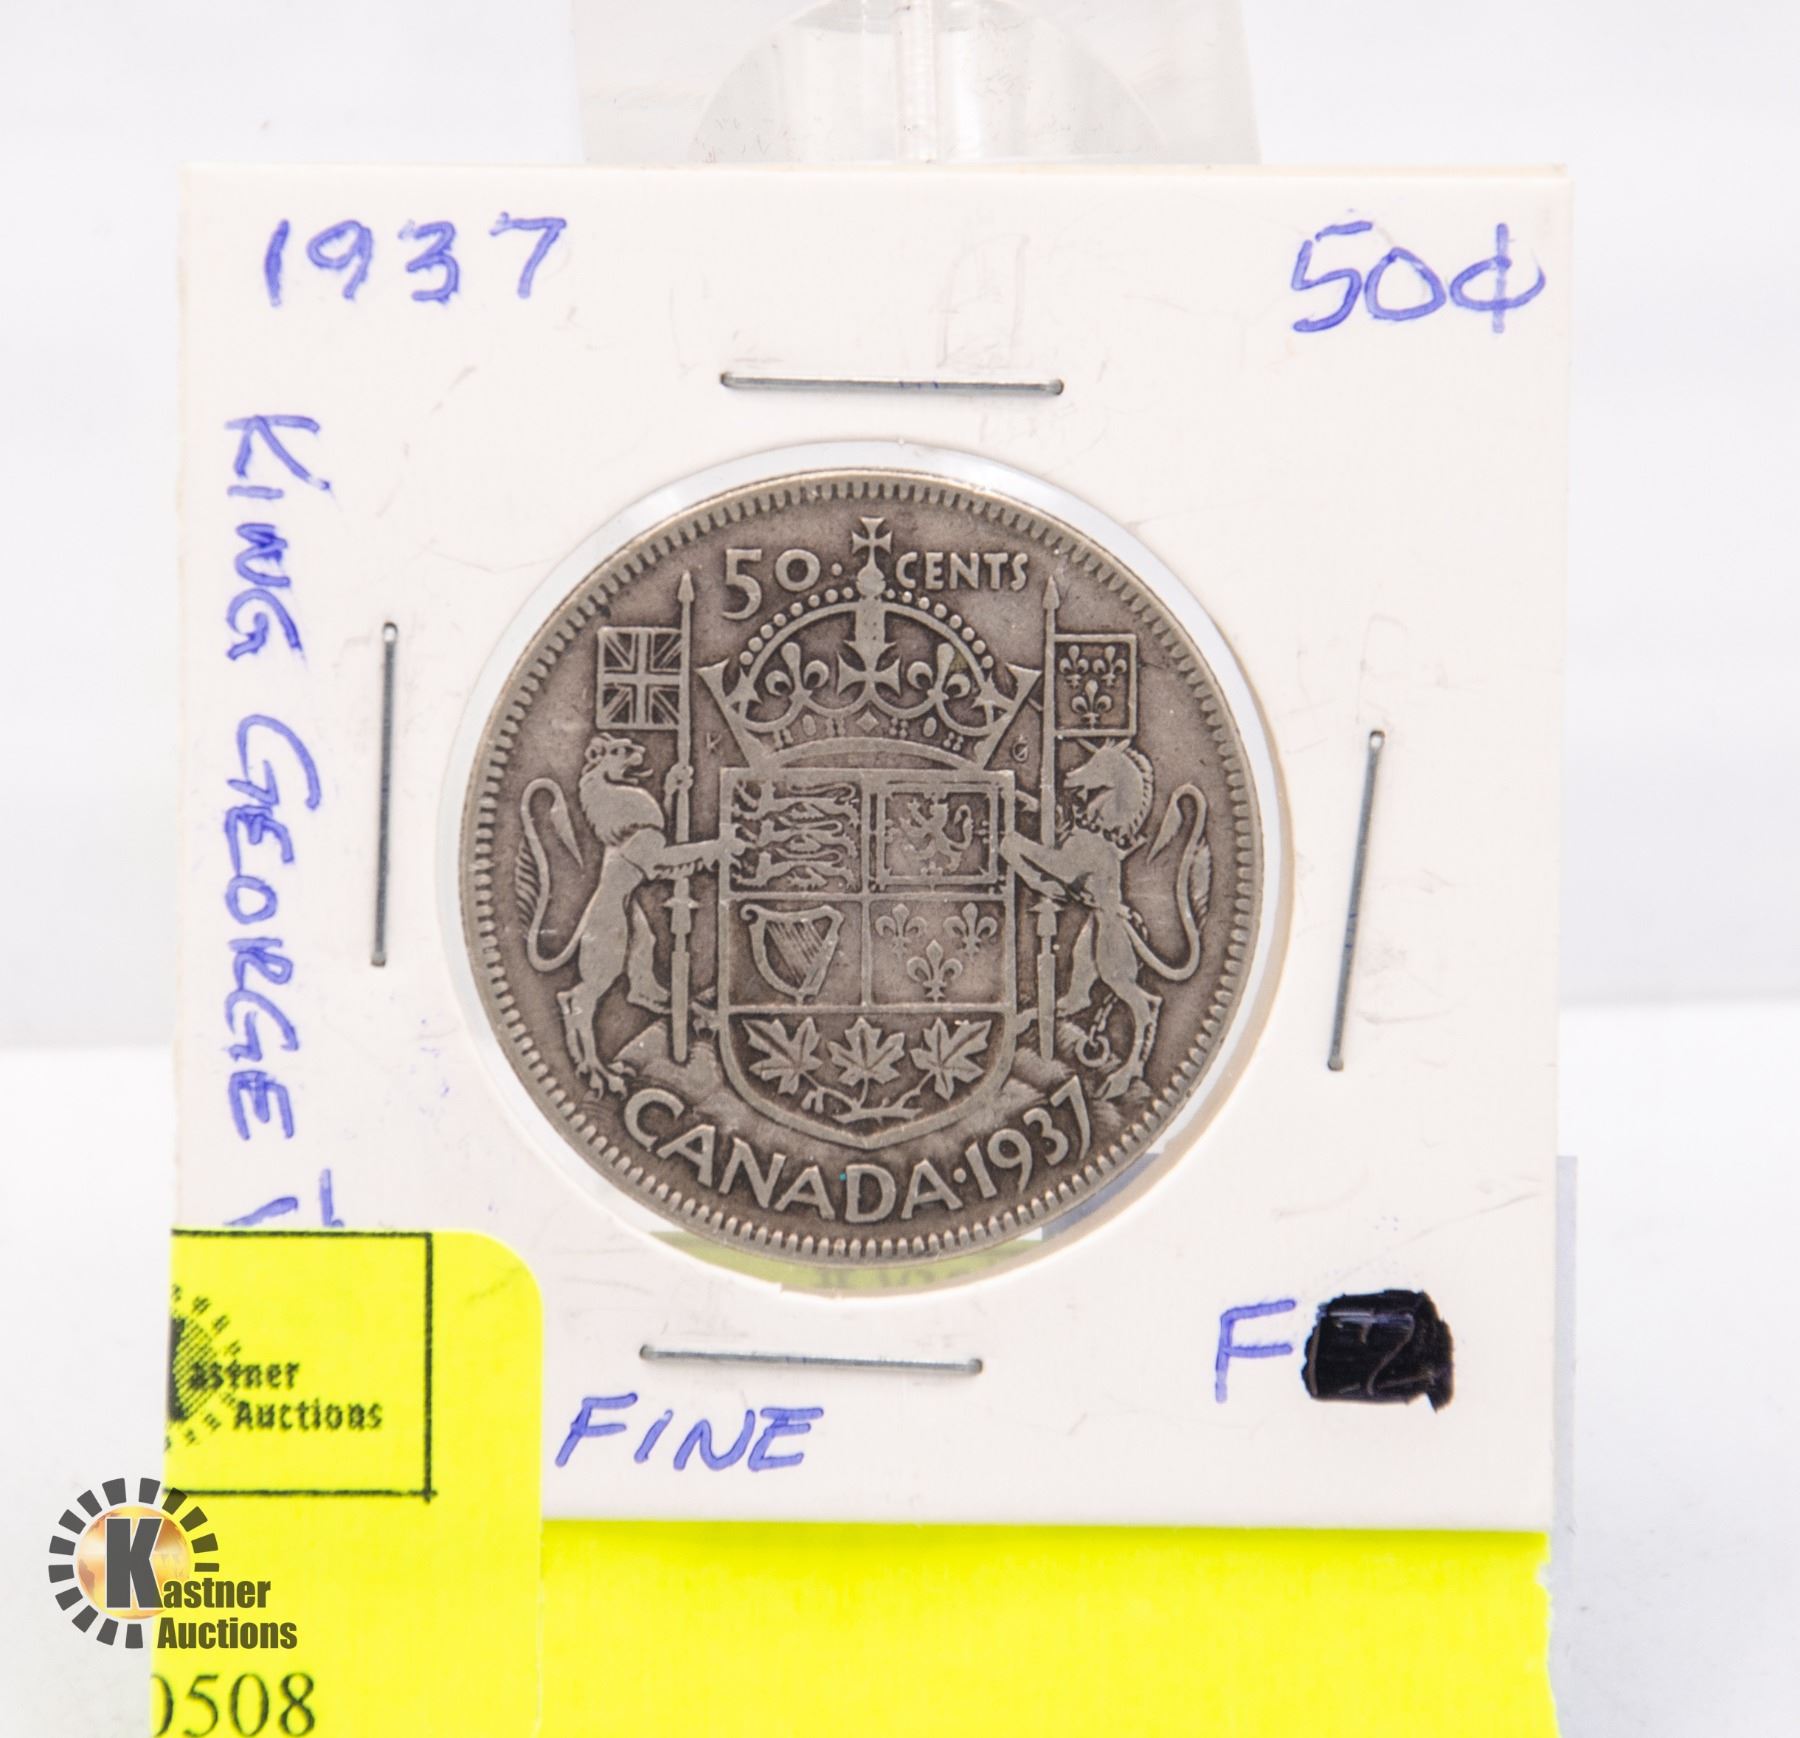 1937
50¢
KING GEORGE
50 · CENTS
K G
CANADA · 1937
FINE
F
Kastner
Auctions
Kastner
Auctions
0508